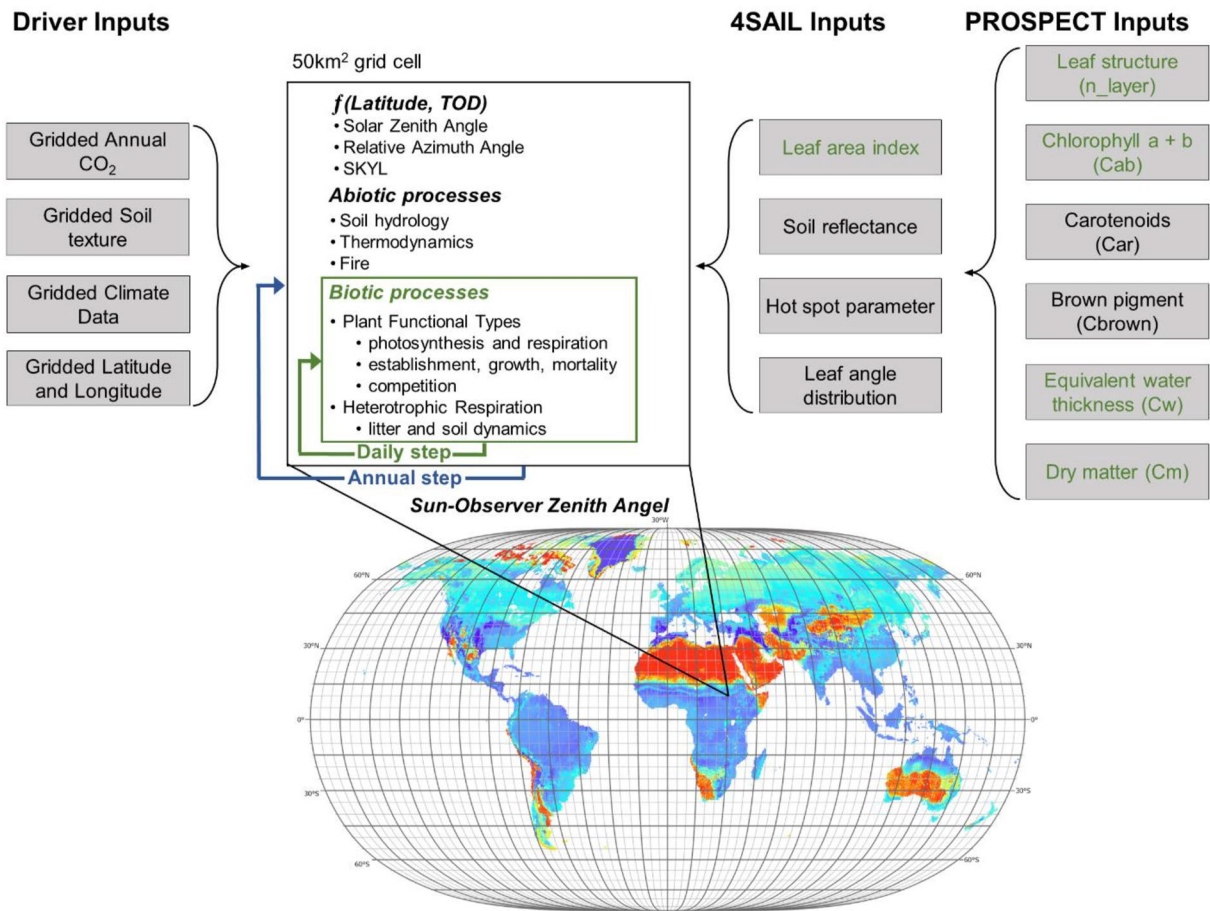 Driver Inputs
4SAIL Inputs
PROSPECT Inputs
Gridded Annual
CO2
Gridded Soil
texture
Gridded Climate
Data
Gridded Latitude
and Longitude
50km² grid cell
f(Latitude, TOD)
• Solar Zenith Angle
• Relative Azimuth Angle
• SKYL
Abiotic processes
• Soil hydrology
• Thermodynamics
• Fire
Biotic processes
• Plant Functional Types
• photosynthesis and respiration
• establishment, growth, mortality
• competition
• Heterotrophic Respiration
• litter and soil dynamics
Daily step
Annual step
Leaf area index
Soil reflectance
Hot spot parameter
Leaf angle
distribution
Leaf structure
(n_layer)
Chlorophyll a + b
(Cab)
Carotenoids
(Car)
Brown pigment
(Cbrown)
Equivalent water
thickness (Cw)
Dry matter (Cm)
Sun-Observer Zenith Angel
30°W
60°N
60°N
30°N
30°N
0°
0°
30°S
30°S
60°S
60°S